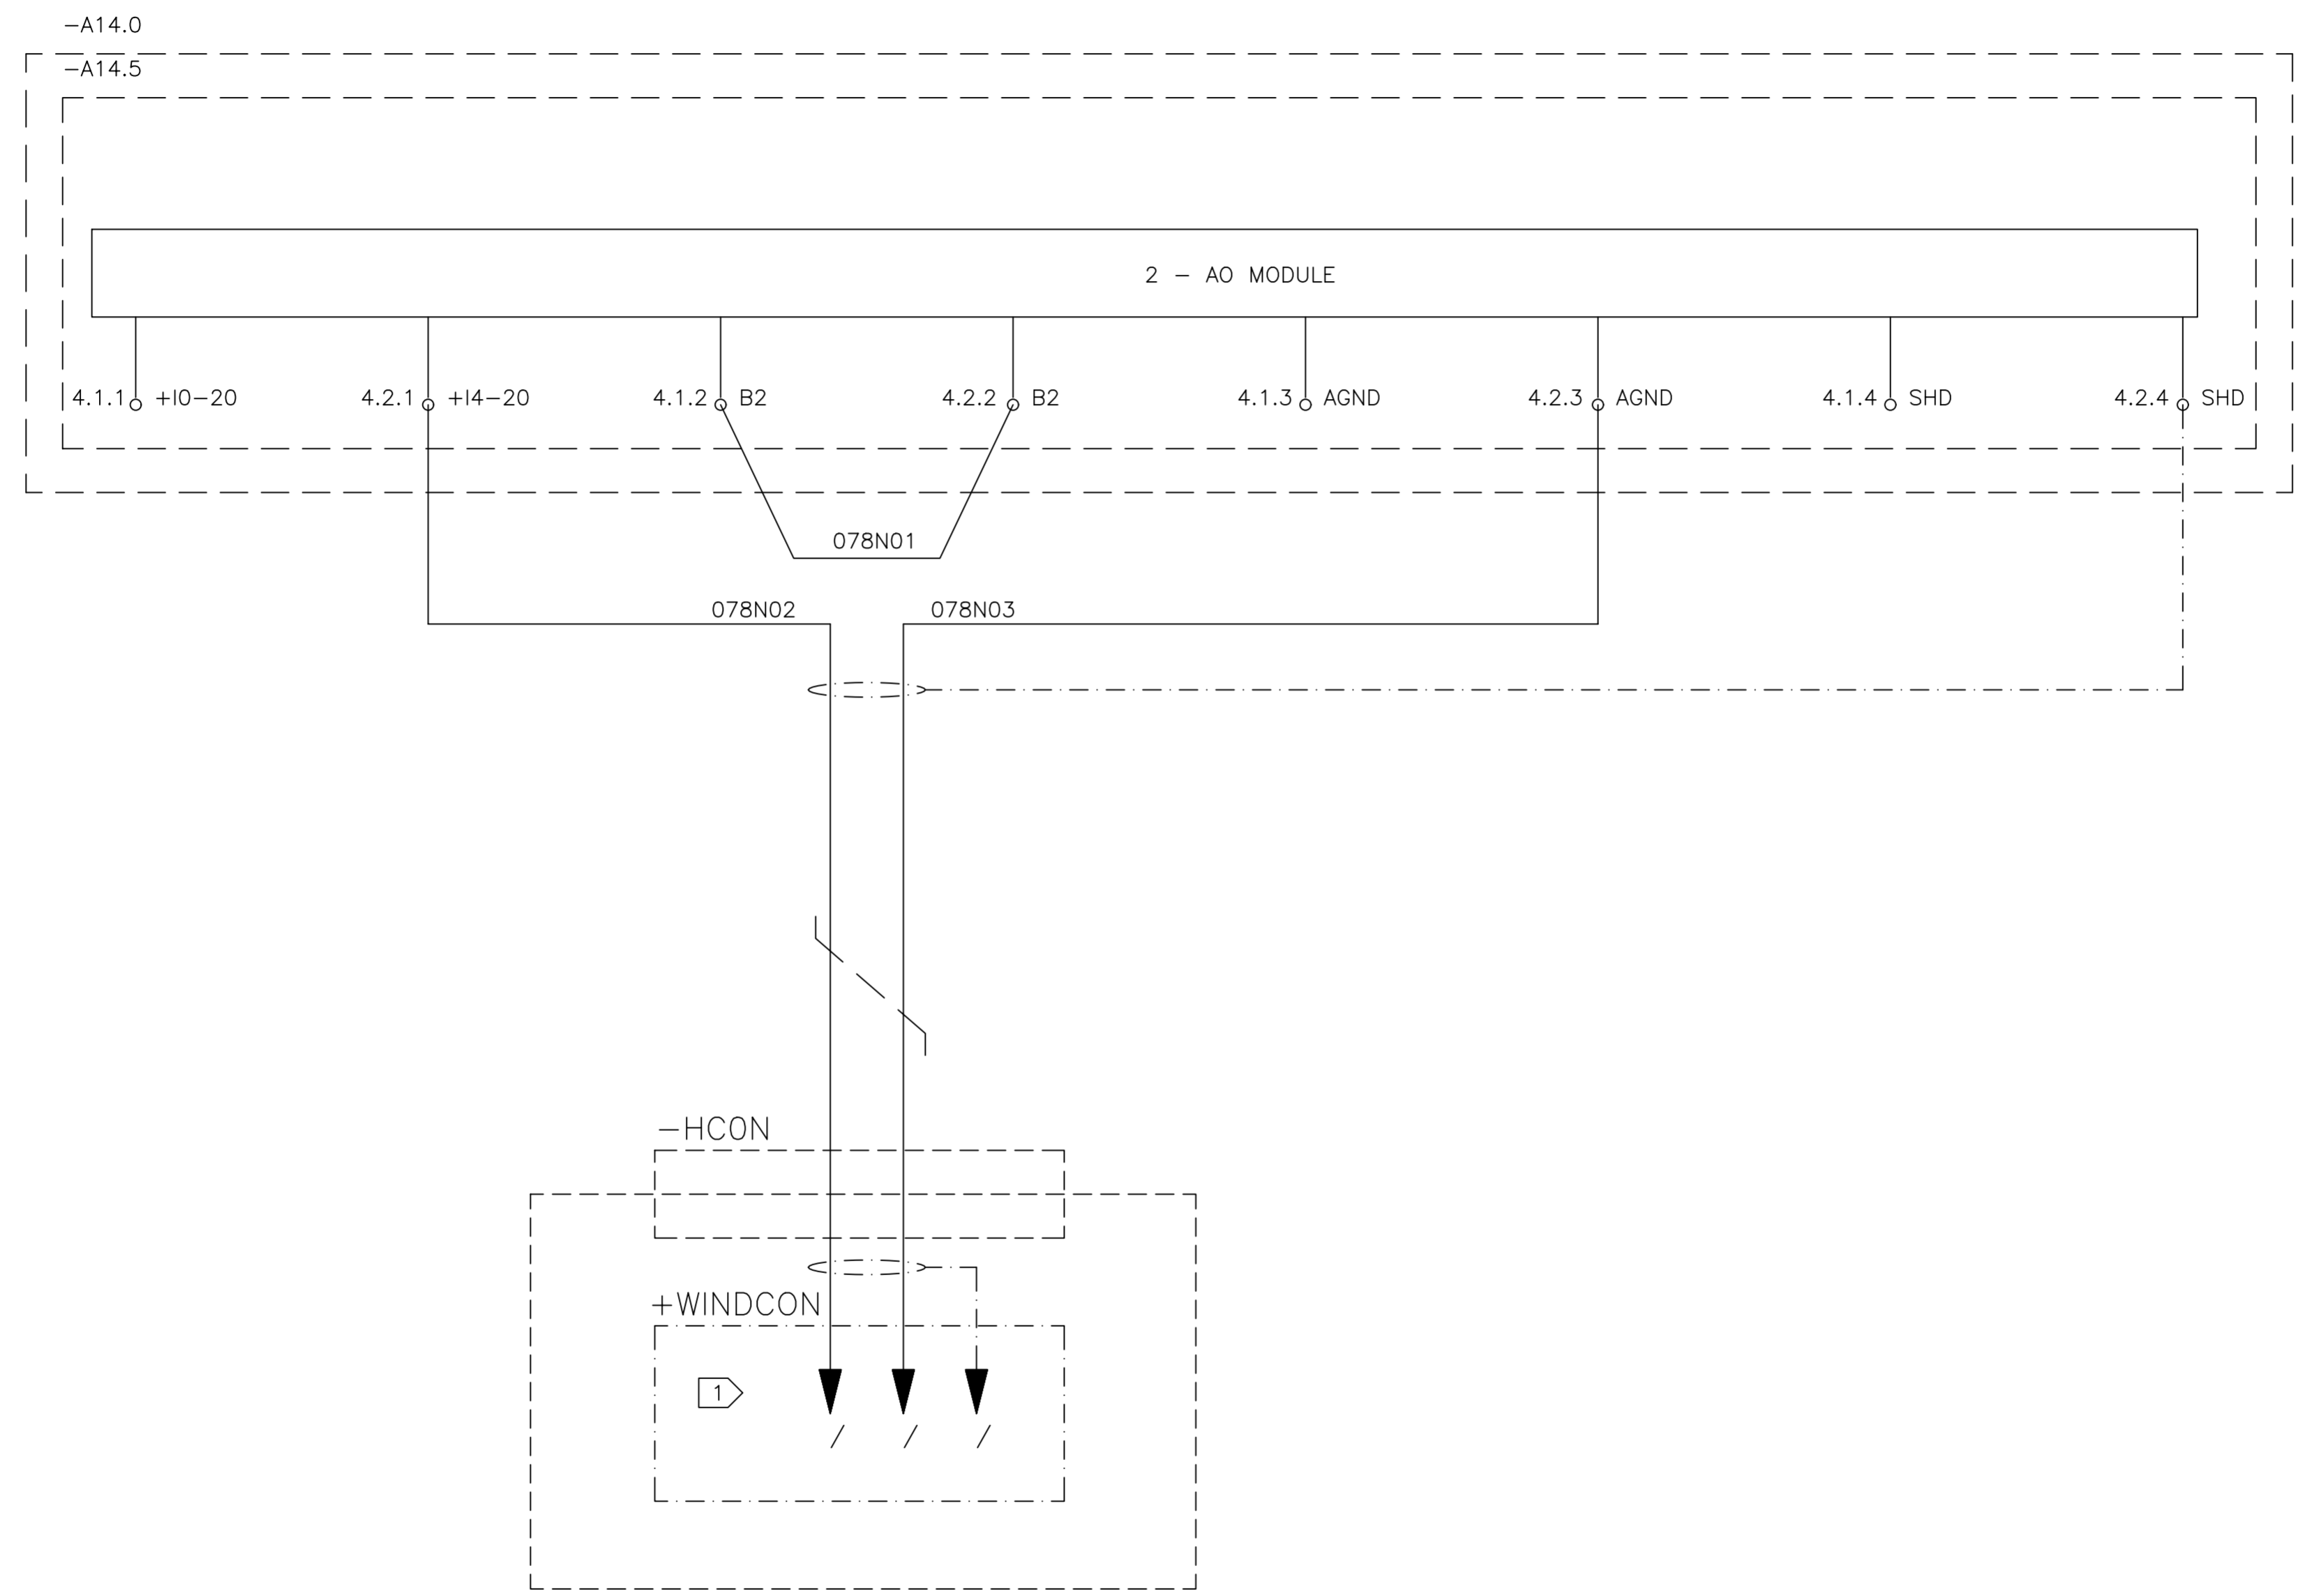 -A14.0
-A14.5
2 - AO MODULE
4.1.1 +I0-20 4.2.1 +I4-20 4.1.2 B2 4.2.2 B2 4.1.3 AGND 4.2.3 AGND 4.1.4 SHD 4.2.4 SHD
078N01
078N02 078N03
-HCON
+WINDCON
1
/ / /